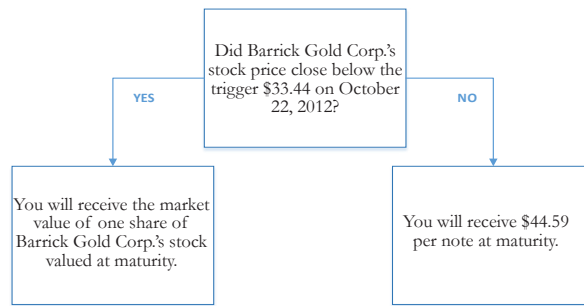 Did Barrick Gold Corp.'s
stock price close below the
trigger $33.44 on October
22, 2012?
YES
NO
You will receive the market
value of one share of
Barrick Gold Corp.'s stock
valued at maturity.
You will receive $44.59
per note at maturity.